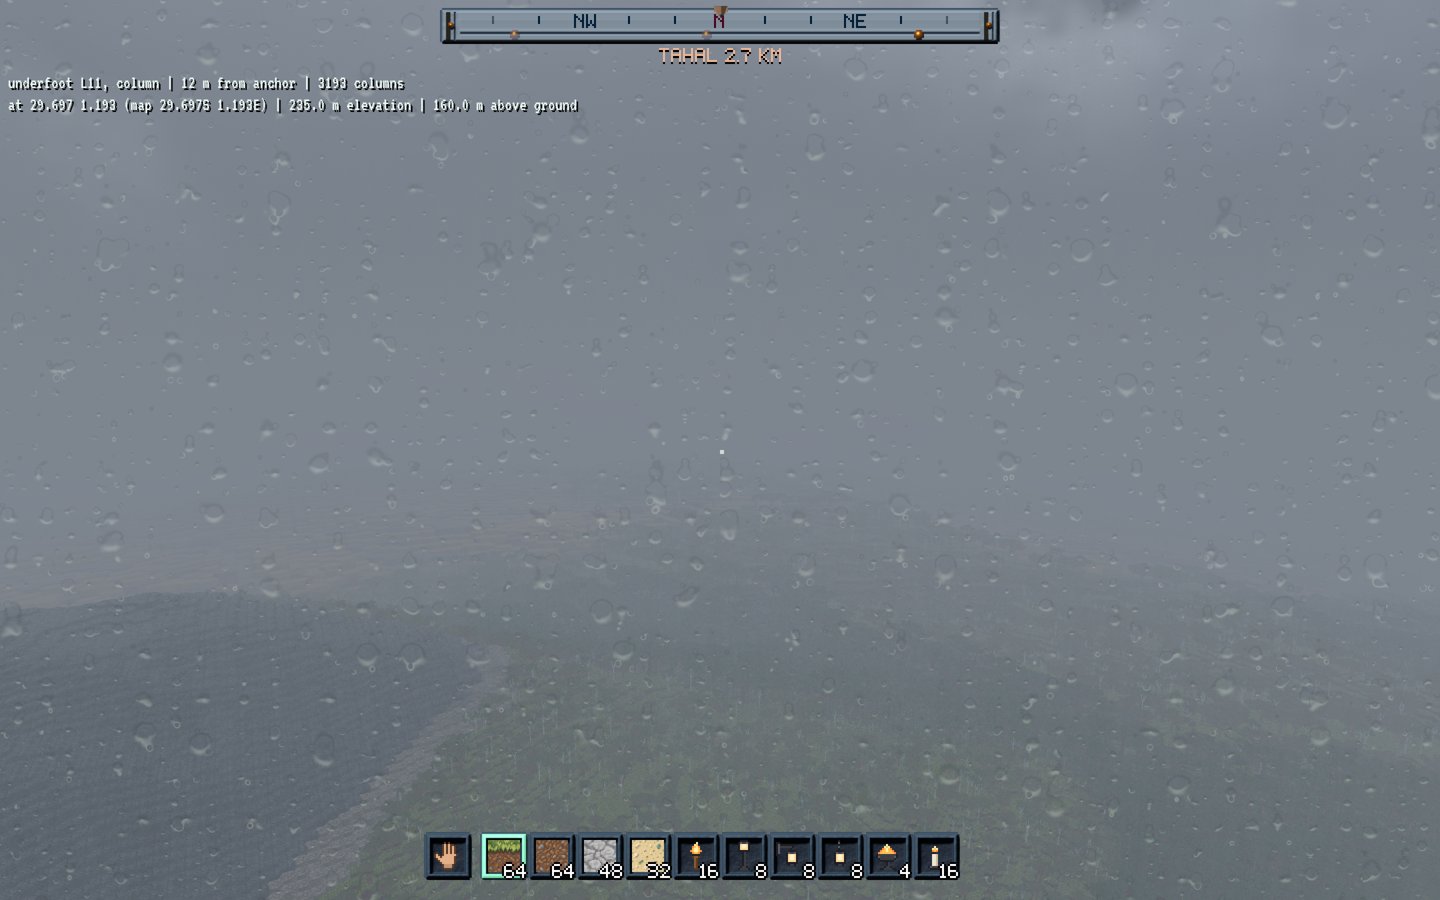 NW N NE
TAHAL 2.7 KM
underfoot L11, column | 12 m from anchor | 3193 columns
at 29.697 1.193 (map 29.697S 1.193E) | 235.0 m elevation | 160.0 m above ground
64 64 48 32 16 8 8 8 4 16